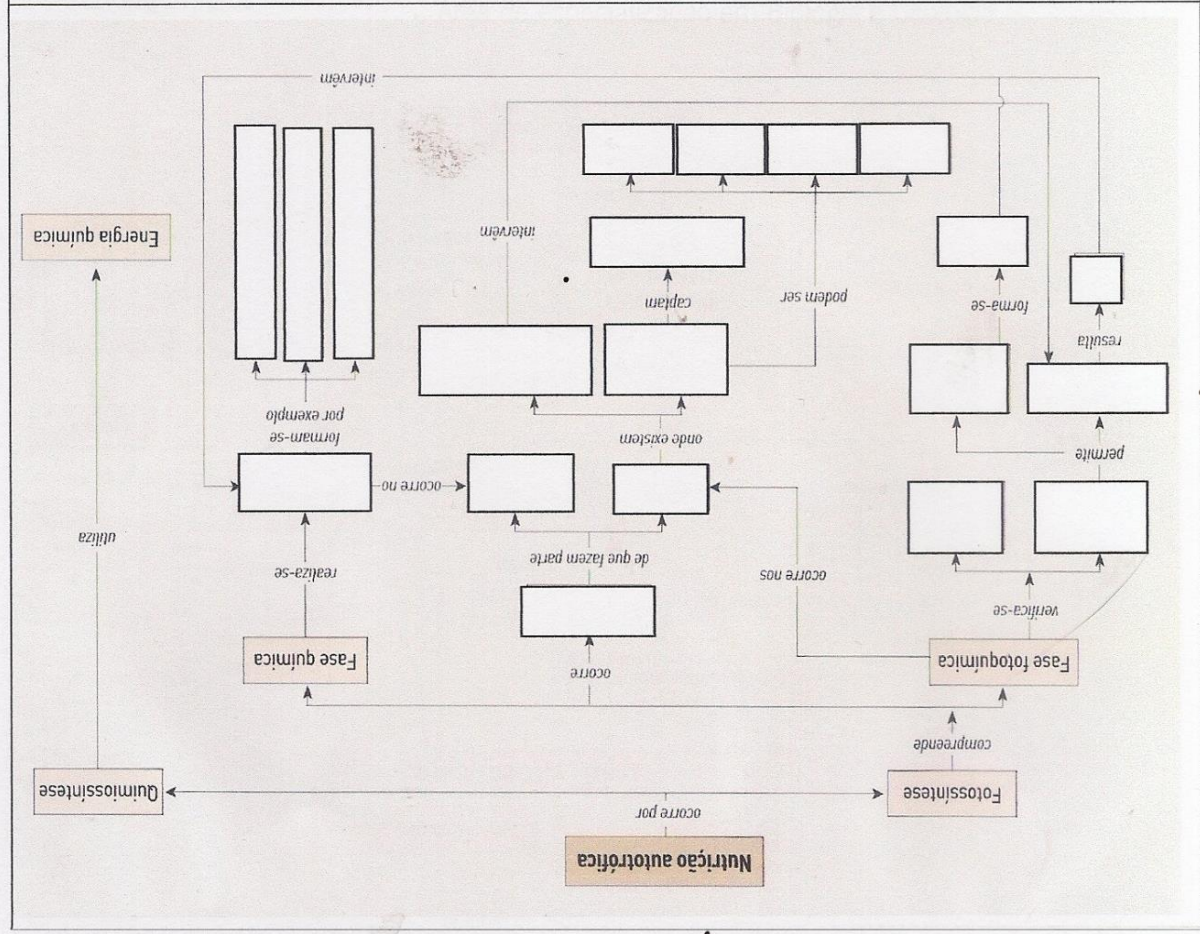 Nutrição autotrófica
ocorre por
Fotossíntese
Quimiossíntese
compreende
ocorre
Fase fotoquímica
Fase química
verifica-se
ocorre nos
realiza-se
utiliza
de que fazem parte
ocorre no
permite
onde existem
formam-se
por exemplo
resulta
forma-se
podem ser
captam
intervêm
Energia química
intervêm